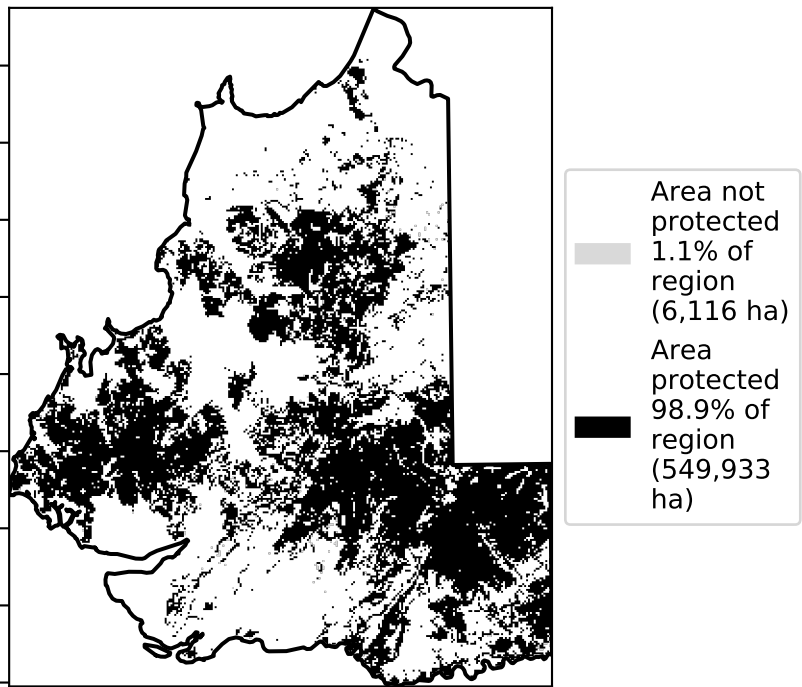 Area not
protected
1.1% of
region
(6,116 ha)
Area
protected
98.9% of
region
(549,933
ha)